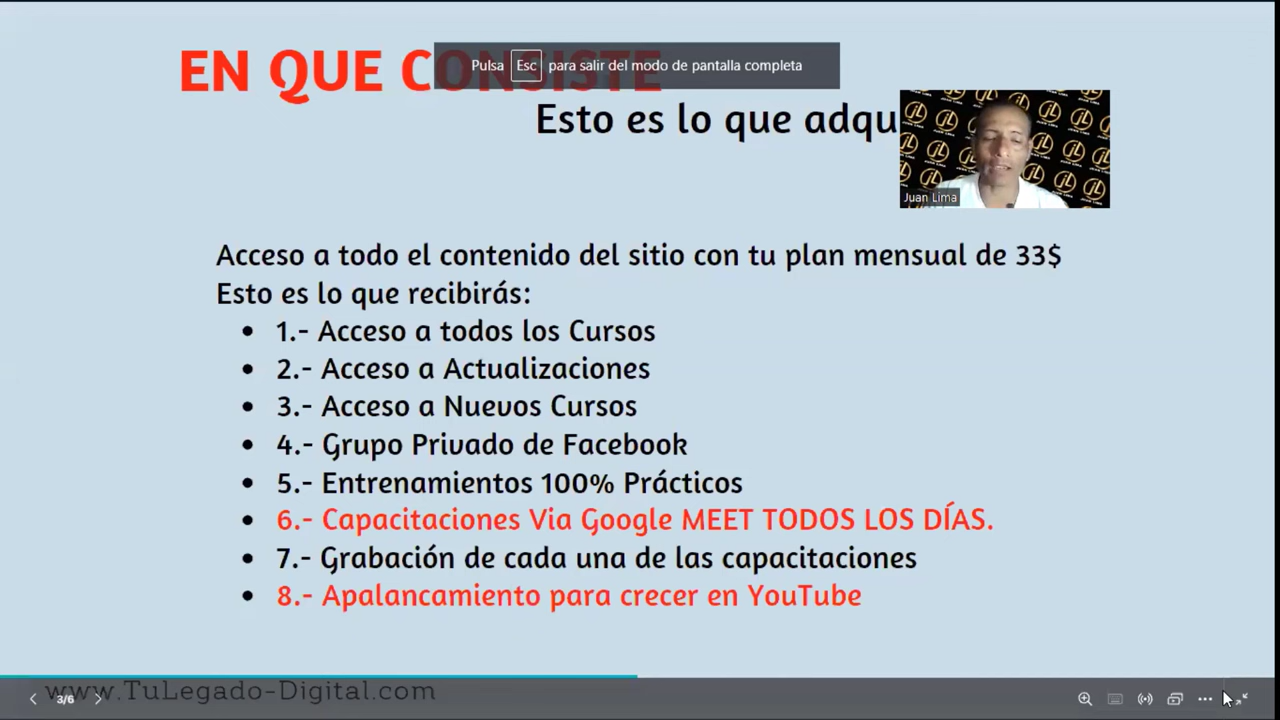 EN QUE CONSISTE
Pulsa Esc para salir del modo de pantalla completa
Esto es lo que adqu
JUAN LIMA
Juan Lima
Acceso a todo el contenido del sitio con tu plan mensual de 33$
Esto es lo que recibirás:
• 1.- Acceso a todos los Cursos
• 2.- Acceso a Actualizaciones
• 3.- Acceso a Nuevos Cursos
• 4.- Grupo Privado de Facebook
• 5.- Entrenamientos 100% Prácticos
• 6.- Capacitaciones Via Google MEET TODOS LOS DÍAS.
• 7.- Grabación de cada una de las capacitaciones
• 8.- Apalancamiento para crecer en YouTube
www.TuLegado-Digital.com
3/6